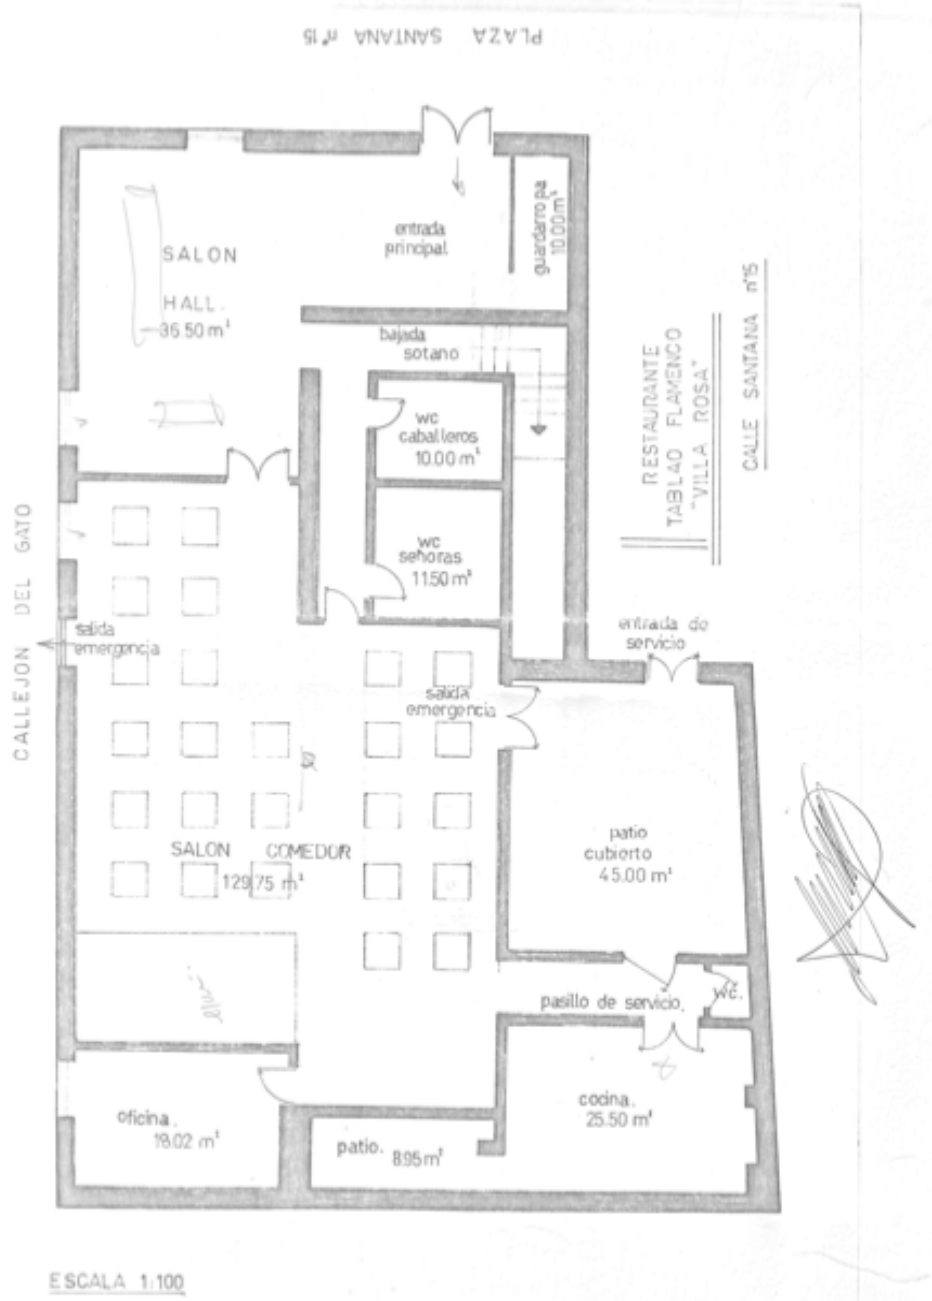 PLAZA SANTANA nº15
entrada
principal
guardarropa
10.00m²
SALON
HALL.
36.50m²
bajada
sotano
wc
caballeros
10.00 m²
wc
señoras
11.50 m²
RESTAURANTE
TABLAO FLAMENCO
"VILLA ROSA"
CALLE SANTANA nº15
CALLEJON DEL GATO
salida
emergencia
entrada de
servicio
salida
emergencia
SALON COMEDOR
129.75 m²
patio
cubierto
45.00 m²
pasillo de servicio.
wc.
oficina.
18.02 m²
patio. 8.95m²
cocina.
25.50 m²
ESCALA 1:100